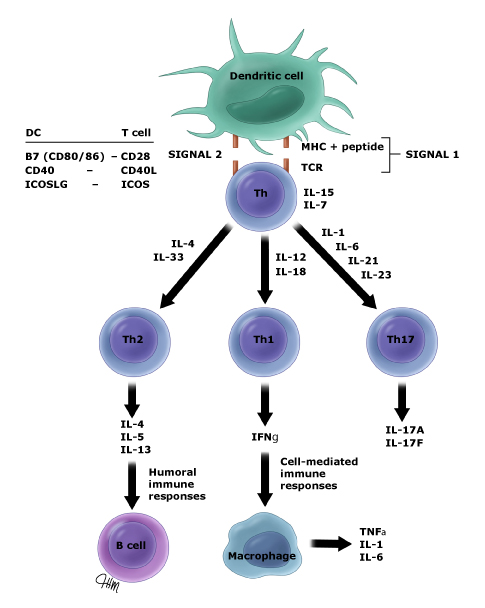 Dendritic cell
DC T cell
B7 (CD80/86) – CD28
CD40 – CD40L
ICOSLG – ICOS
SIGNAL 2
MHC + peptide
SIGNAL 1
TCR
Th
IL-15
IL-7
IL-4
IL-33
IL-12
IL-18
IL-1
IL-6
IL-21
IL-23
Th2
Th1
Th17
IL-4
IL-5
IL-13
IFNg
IL-17A
IL-17F
Humoral
immune
responses
Cell-mediated
immune
responses
B cell
Macrophage
TNFa
IL-1
IL-6